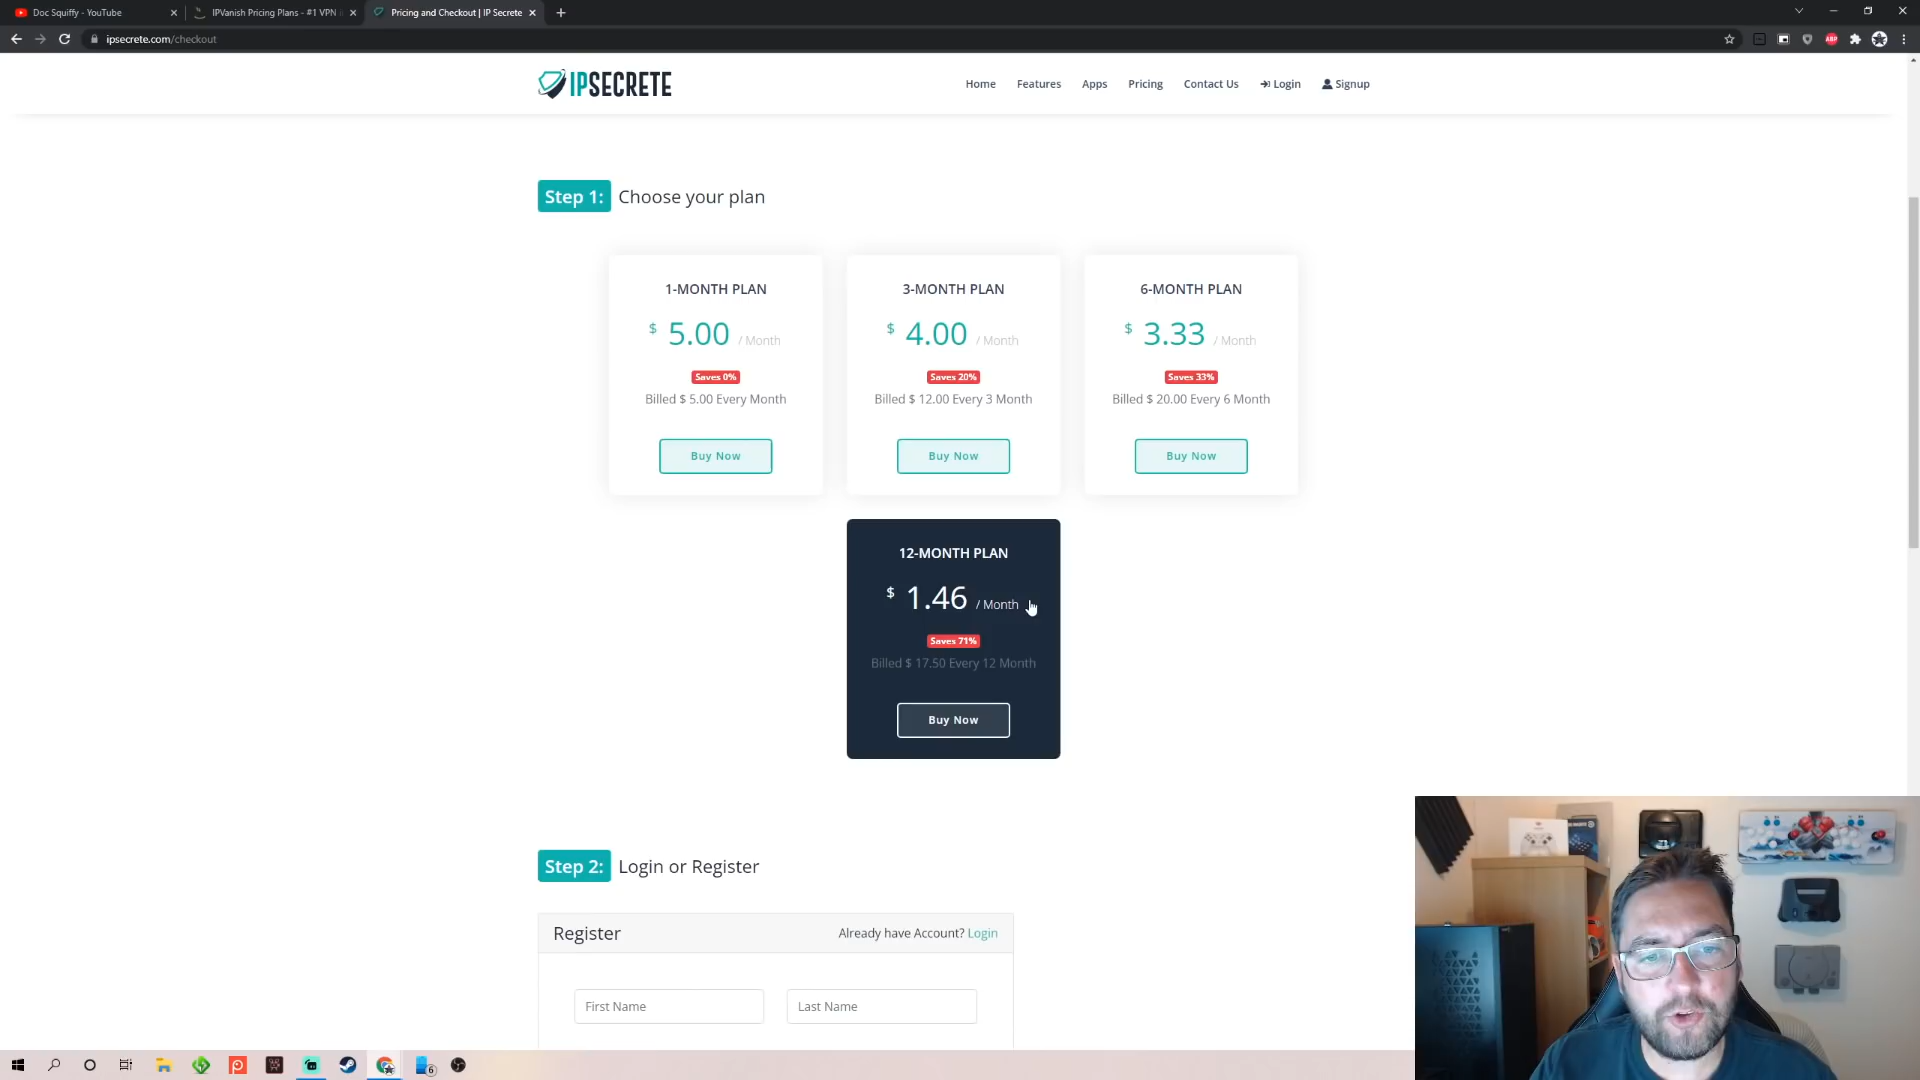 Doc Squiffy - YouTube
IPVanish Pricing Plans - #1 VPN
Pricing and Checkout | IP Secrete
ipsecrete.com/checkout
ABP
IPSECRETE
Home
Features
Apps
Pricing
Contact Us
Login
Signup
Step 1: Choose your plan
1-MONTH PLAN
$ 5.00 / Month
Saves 0%
Billed $ 5.00 Every Month
Buy Now
3-MONTH PLAN
$ 4.00 / Month
Saves 20%
Billed $ 12.00 Every 3 Month
Buy Now
6-MONTH PLAN
$ 3.33 / Month
Saves 33%
Billed $ 20.00 Every 6 Month
Buy Now
12-MONTH PLAN
$ 1.46 / Month
Saves 71%
Billed $ 17.50 Every 12 Month
Buy Now
Step 2: Login or Register
Register
Already have Account? Login
First Name
Last Name
6